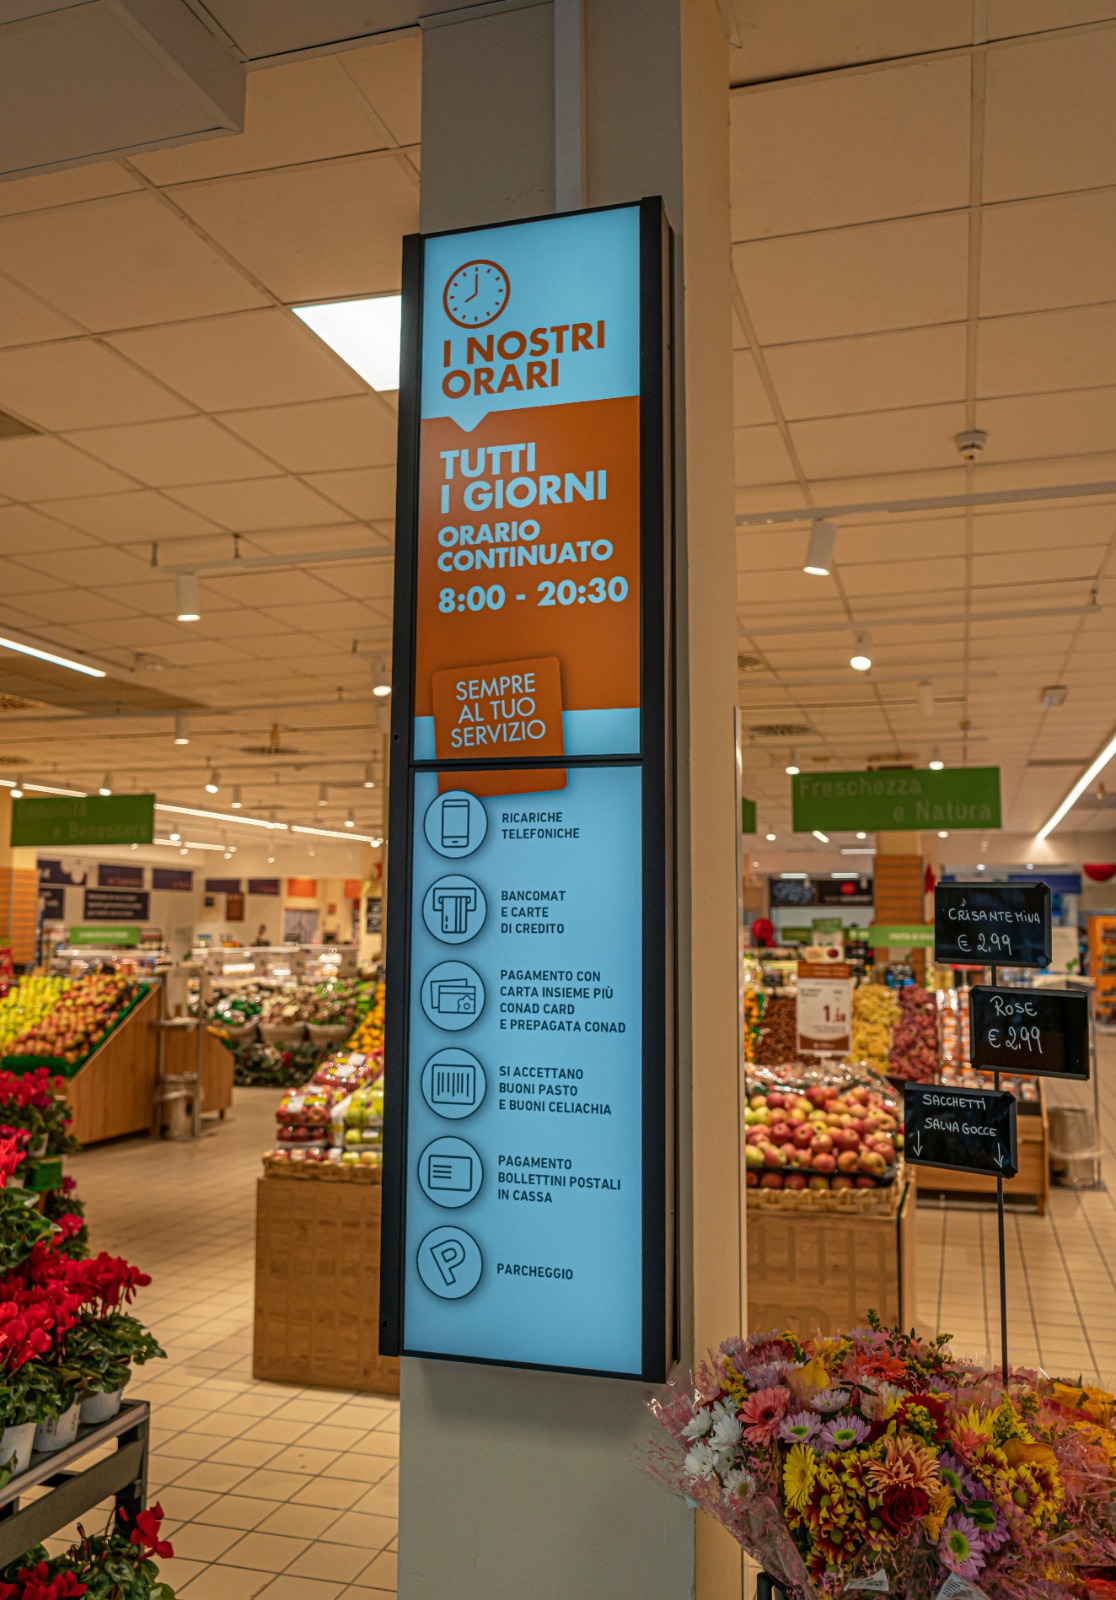 I NOSTRI
ORARI
TUTTI
I GIORNI
ORARIO
CONTINUATO
8:00 - 20:30
SEMPRE
AL TUO
SERVIZIO
RICARICHE
TELEFONICHE
BANCOMAT
E CARTE
DI CREDITO
PAGAMENTO CON
CARTA INSIEME PIÙ
CONAD CARD
E PREPAGATA CONAD
SI ACCETTANO
BUONI PASTO
E BUONI CELIACHIA
PAGAMENTO
BOLLETTINI POSTALI
IN CASSA
P
PARCHEGGIO
e Benessere
Freschezza
e Natura
CRISANTEMINA
€ 2,99
ROSE
€ 2,99
SACCHETTI
SALVA GOCCE